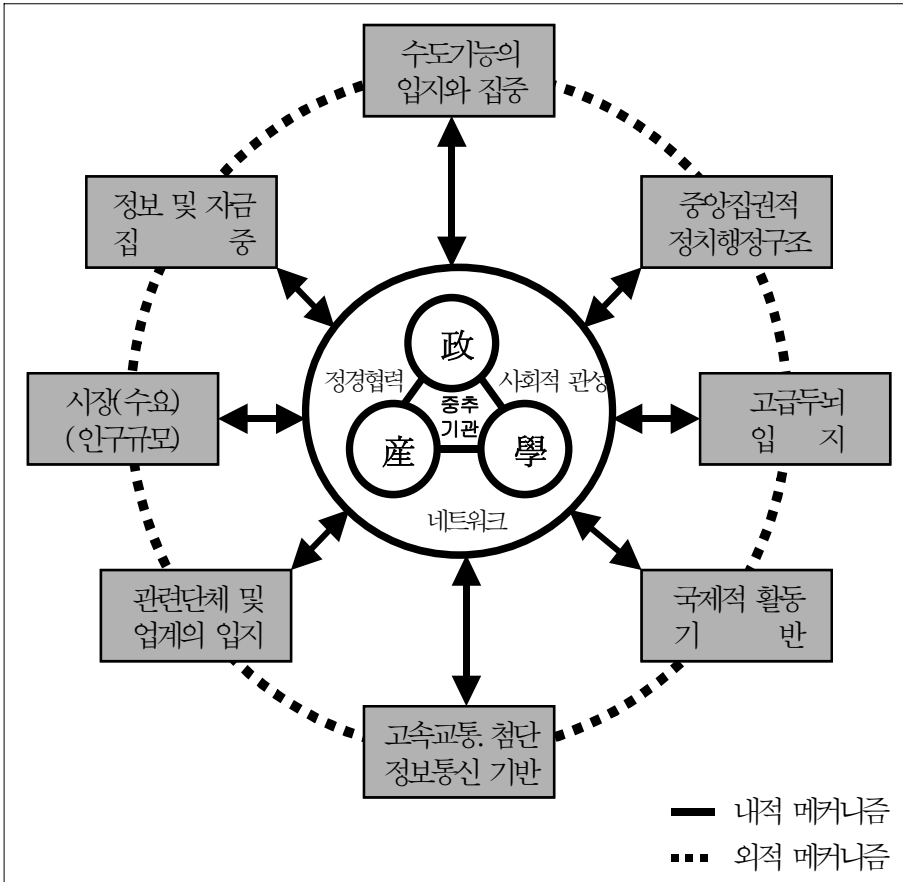 수도기능의
입지와 집중
정보 및 자금
집 중
중앙집권적
정치행정구조
政
정경협력
사회적 관성
중추
기관
産
學
네트워크
시장(수요)
(인구규모)
고급두뇌
입 지
관련단체 및
업계의 입지
국제적 활동
기 반
고속교통. 첨단
정보통신 기반
내적 메커니즘
외적 메커니즘